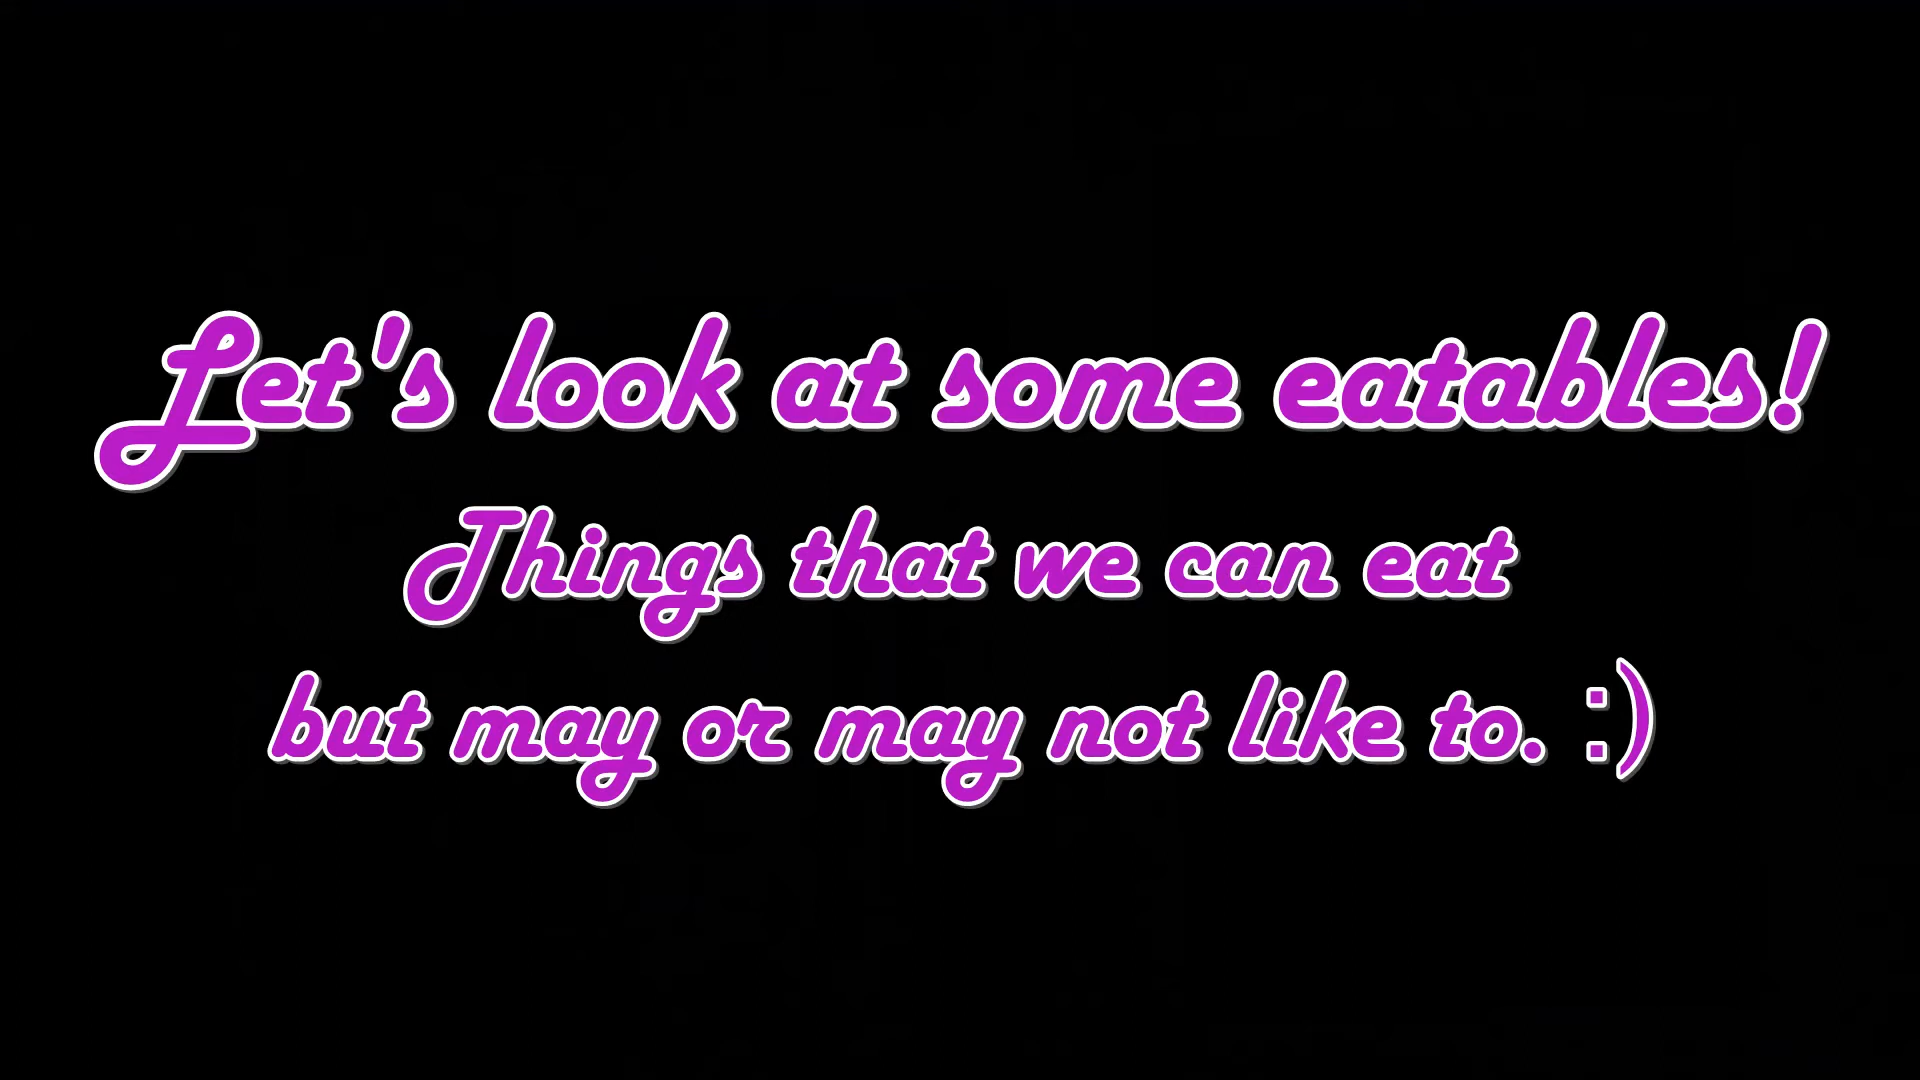 Let's look at some eatables!
Things that we can eat
but may or may not like to. :)